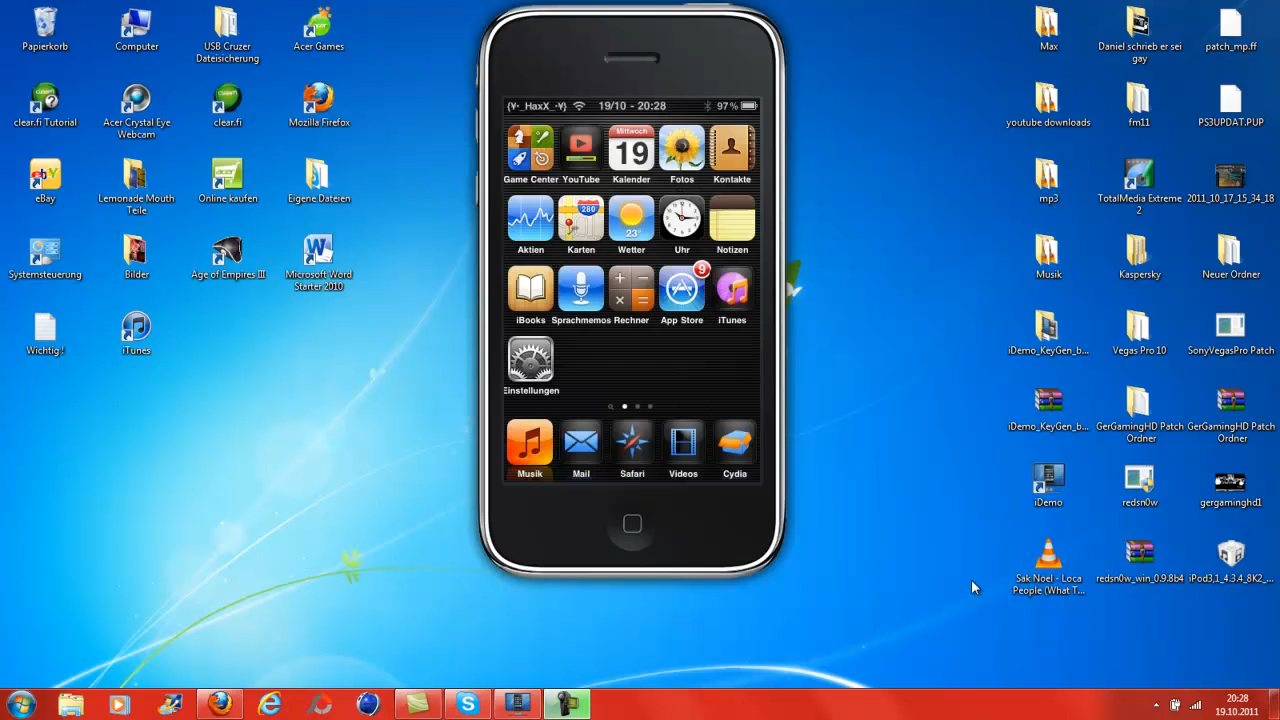 Papierkorb
Computer
USB Cruzer
Dateisicherung
Acer Games
clear.fi Tutorial
Acer Crystal Eye
Webcam
clear.fi
Mozilla Firefox
eBay
Lemonade Mouth
Teile
Online kaufen
Eigene Dateien
Systemsteuerung
Bilder
Age of Empires III
Microsoft Word
Starter 2010
Wichtig !
iTunes
{¥-_HaxX_-¥} 19/10 - 20:28 97%
Mittwoch
19
Game Center YouTube Kalender Fotos Kontakte
280
23°
Aktien Karten Wetter Uhr Notizen
9
iBooks Sprachmemos Rechner App Store iTunes
Einstellungen
Musik Mail Safari Videos Cydia
Max
Daniel schrieb er sei
gay
patch_mp.ff
youtube downloads
fm11
PS3UPDAT.PUP
mp3
TotalMedia Extreme
2
2011_10_17_15_34_18
Musik
Kaspersky
Neuer Ordner
iDemo_KeyGen_b...
Vegas Pro 10
SonyVegasPro Patch
iDemo_KeyGen_b...
GerGamingHD Patch
Ordner
GerGamingHD Patch
Ordner
iDemo
redsn0w
gergaminghd1
Sak Noel - Loca
People (What T...
redsn0w_win_0.9.8b4
iPod3,1_4.3.4_8K2_...
20:28
19.10.2011